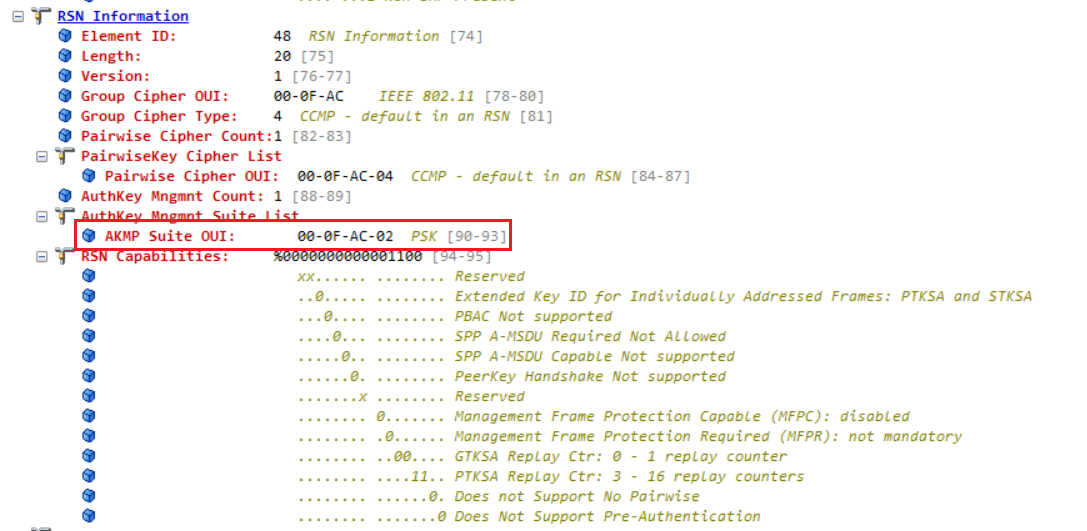 RSN Information
Element ID: 48 RSN Information [74]
Length: 20 [75]
Version: 1 [76-77]
Group Cipher OUI: 00-0F-AC IEEE 802.11 [78-80]
Group Cipher Type: 4 CCMP - default in an RSN [81]
Pairwise Cipher Count:1 [82-83]
PairwiseKey Cipher List
Pairwise Cipher OUI: 00-0F-AC-04 CCMP - default in an RSN [84-87]
AuthKey Mngmnt Count: 1 [88-89]
AuthKey Mngmnt Suite List
AKMP Suite OUI: 00-0F-AC-02 PSK [90-93]
RSN Capabilities: %0000000000001100 [94-95]
xx...... ........ Reserved
..0..... ........ Extended Key ID for Individually Addressed Frames: PTKSA and STKSA
...0.... ........ PBAC Not supported
....0... ........ SPP A-MSDU Required Not Allowed
.....0.. ........ SPP A-MSDU Capable Not supported
......0. ........ PeerKey Handshake Not supported
.......x ........ Reserved
........ 0....... Management Frame Protection Capable (MFPC): disabled
........ .0...... Management Frame Protection Required (MFPR): not mandatory
........ ..00.... GTKSA Replay Ctr: 0 - 1 replay counter
........ ....11.. PTKSA Replay Ctr: 3 - 16 replay counters
........ ......0. Does not Support No Pairwise
........ .......0 Does Not Support Pre-Authentication